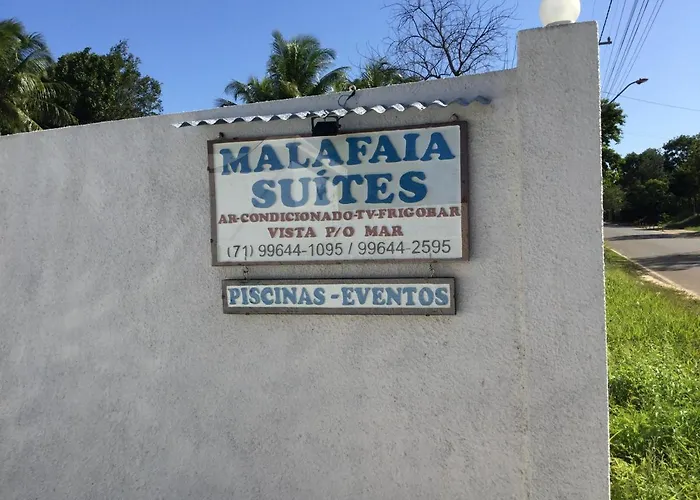 MALAFAIA
SUÍTES
AR-CONDICIONADO-TV-FRIGOBAR
VISTA P/O MAR
(71) 99644-1095 / 99644-2595
PISCINAS -EVENTOS